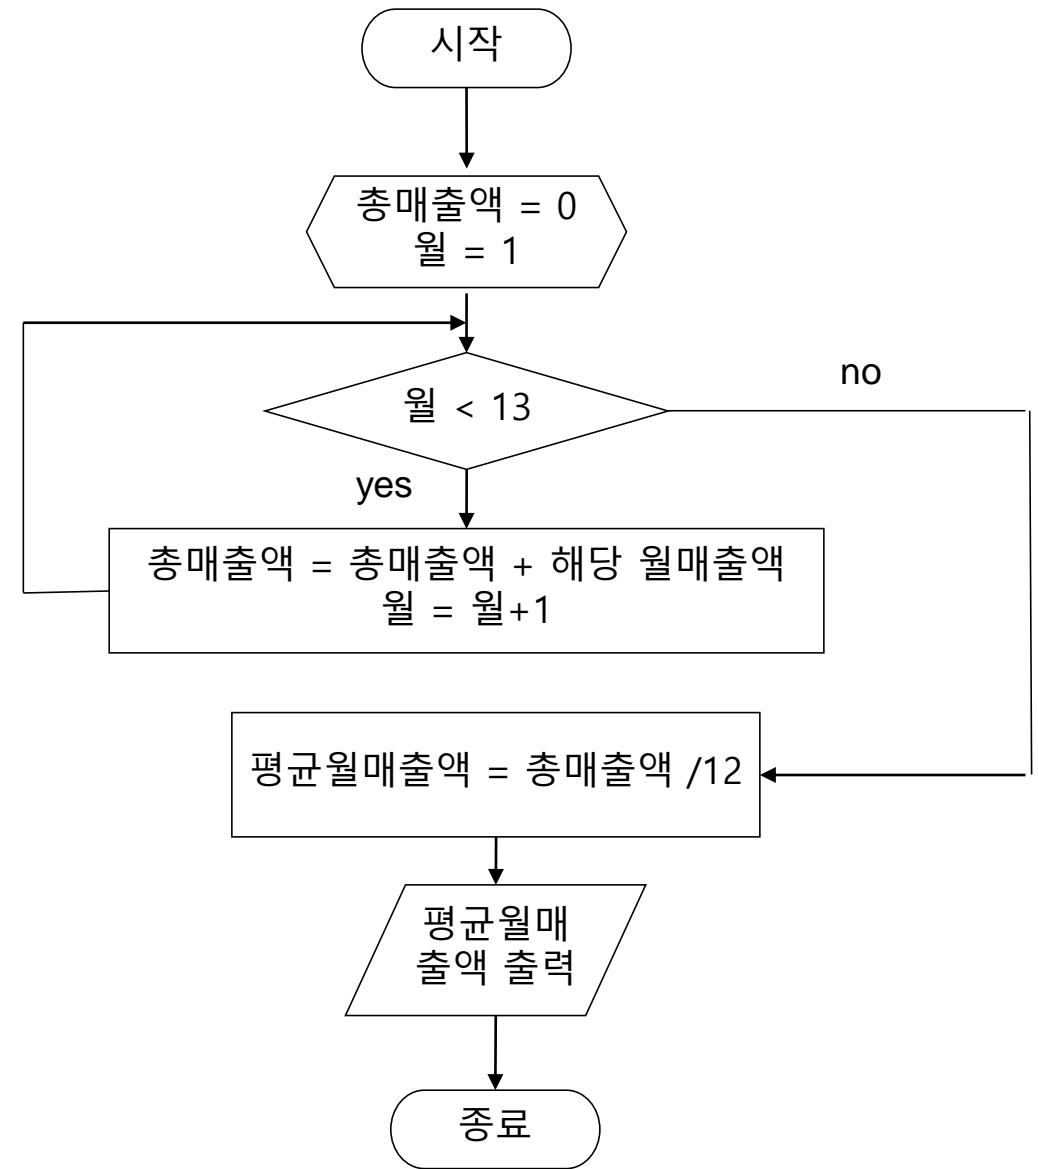 시작
총매출액 = 0
월 = 1
월 < 13
no
yes
총매출액 = 총매출액 + 해당 월매출액
월 = 월+1
평균월매출액 = 총매출액 /12
평균월매
출액 출력
종료